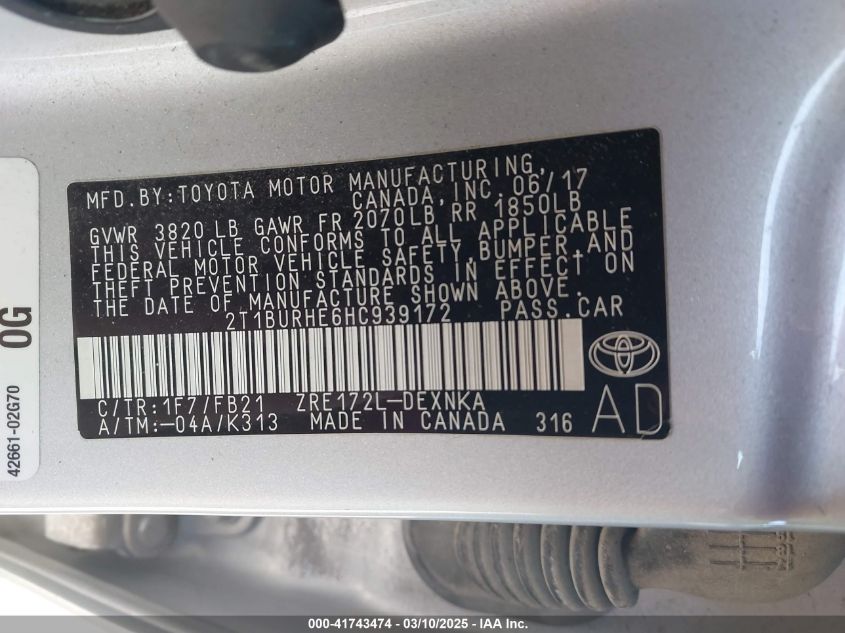 MFD.BY:TOYOTA MOTOR MANUFACTURING,
CANADA, INC. 06/17
GVWR 3820 LB GAWR FR 2070LB RR 1850LB
THIS VEHICLE CONFORMS TO ALL APPLICABLE
FEDERAL MOTOR VEHICLE SAFETY,BUMPER,AND
THEFT PREVENTION STANDARDS IN EFFECT ON
THE DATE OF MANUFACTURE SHOWN ABOVE.
2T1BURHE6HC939172 PASS.CAR
C/TR:1F7/FB21 ZRE172L-DEXNKA
A/TM:-04A/K313 MADE IN CANADA 316
AD
0G
42661-02G70
000-41743474 - 03/10/2025 - IAA Inc.